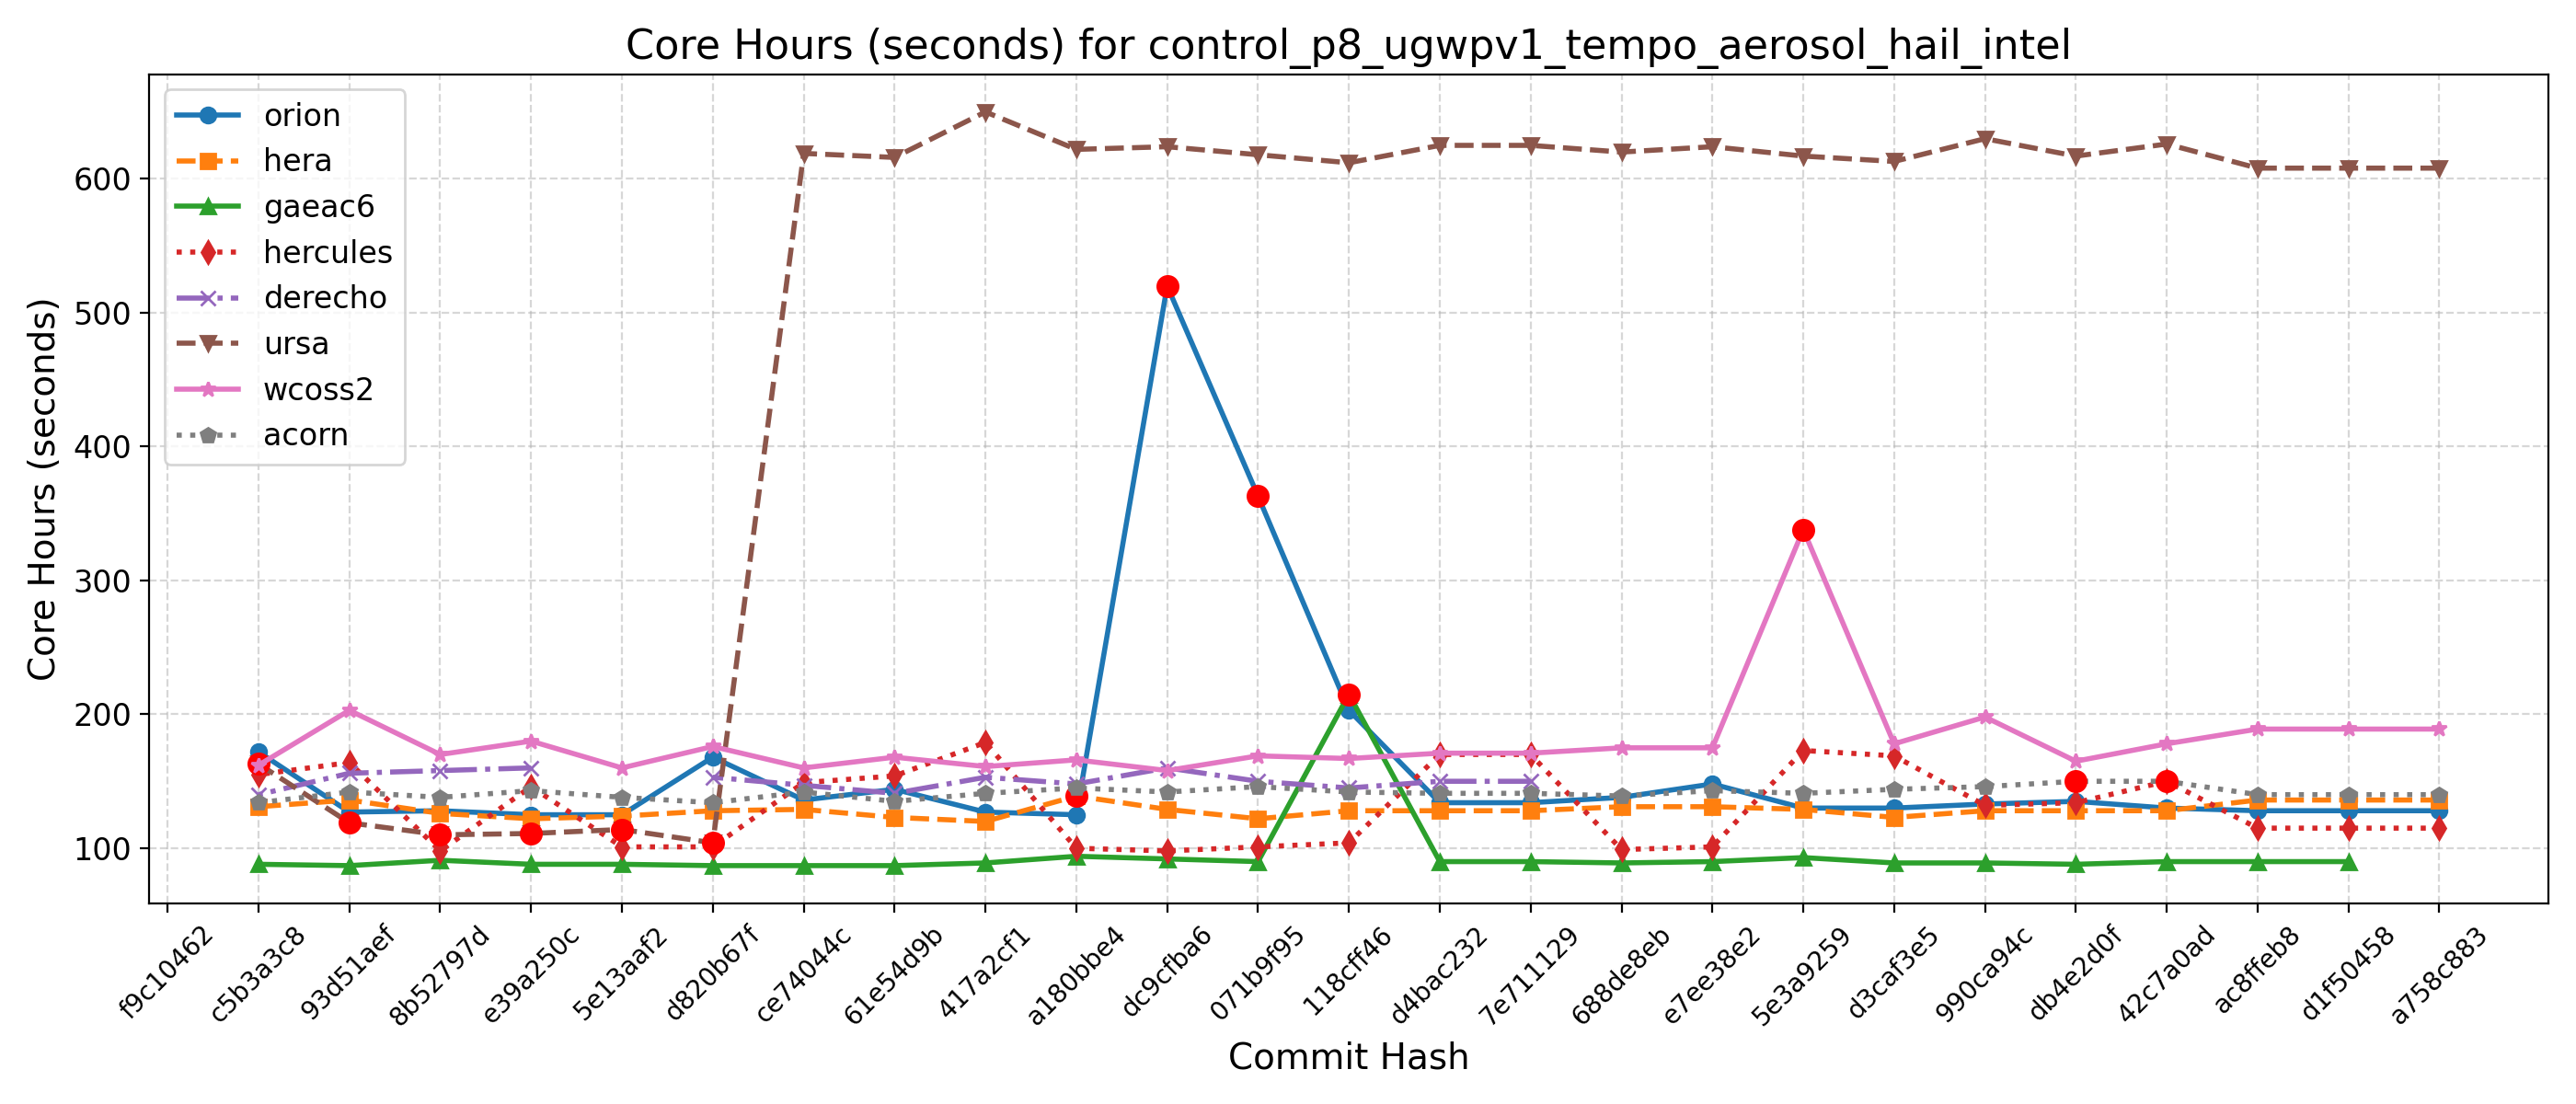 Core Hours (seconds) for control_p8_ugwpv1_tempo_aerosol_hail_intel
orion
hera
gaeac6
hercules
derecho
ursa
wcoss2
acorn
Core Hours (seconds)
600
500
400
300
200
100
f9c10462
c5b3a3c8
93d51aef
8b52797d
e39a250c
5e13aaf2
d820b67f
ce74044c
61e54d9b
417a2cf1
a180bbe4
dc9cfba6
071b9f95
118cff46
d4bac232
7e711129
688de8eb
e7ee38e2
5e3a9259
d3caf3e5
990ca94c
db4e2d0f
42c7a0ad
ac8ffeb8
d1f50458
a758c883
Commit Hash